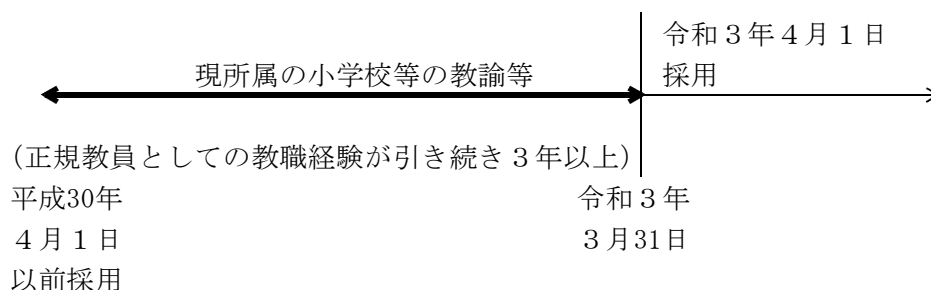 令和３年４月１日
採用
現所属の小学校等の教諭等
（正規教員としての教職経験が引き続き３年以上）
平成30年
４月１日
以前採用
令和３年
３月31日